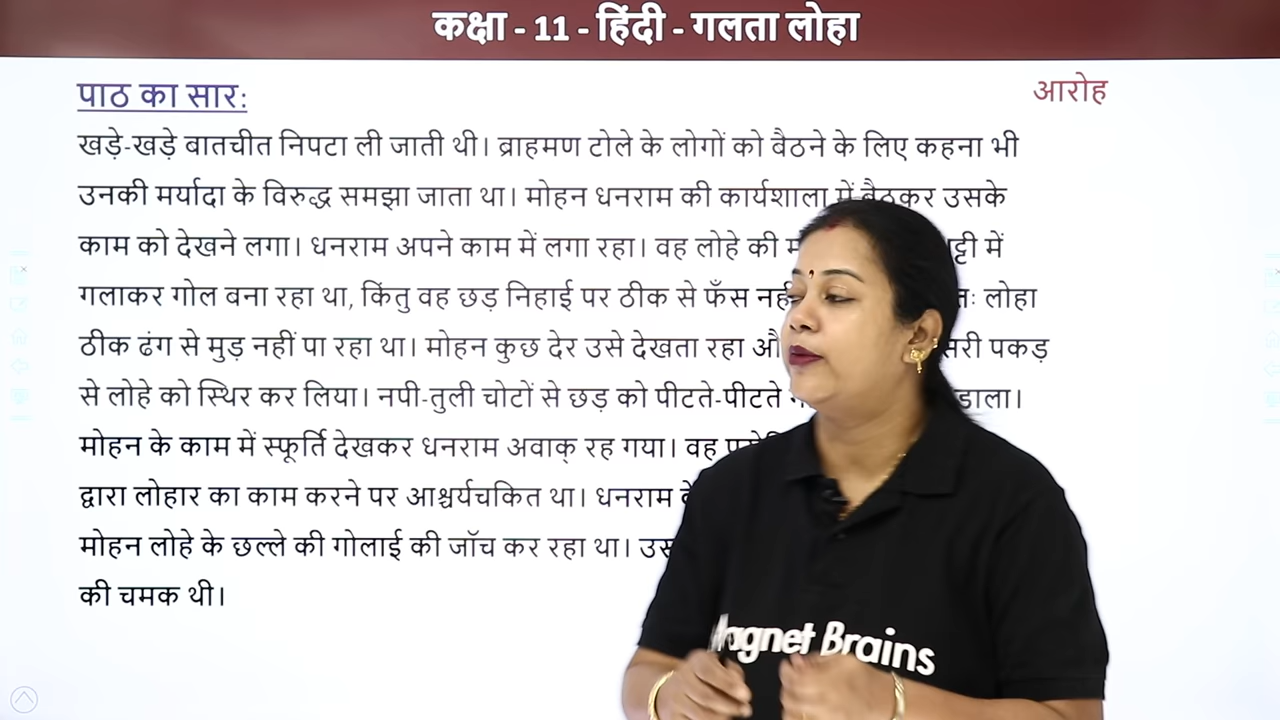 कक्षा - 11 - हिंदी - गलता लोहा
पाठ का सार:
आरोह
खड़े-खड़े बातचीत निपटा ली जाती थी। ब्राहमण टोले के लोगों को बैठने के लिए कहना भी
उनकी मर्यादा के विरुद्ध समझा जाता था। मोहन धनराम की कार्यशाला में बैठकर उसके
काम को देखने लगा। धनराम अपने काम में लगा रहा। वह लोहे की में
गलाकर गोल बना रहा था, किंतु वह छड़ निहाई पर ठीक से फँस लोहा
ठीक ढंग से मुड़ नहीं पा रहा था। मोहन कुछ देर उसे देखता रहा पकड़
से लोहे को स्थिर कर लिया। नपी-तुली चोटों से छड़ को पीटते-पीटते डाला।
मोहन के काम में स्फूर्ति देखकर धनराम अवाक् रह गया। वह
द्वारा लोहार का काम करने पर आश्चर्यचकित था। धनराम
मोहन लोहे के छल्ले की गोलाई की जॉच कर रहा था।
की चमक थी।
Magnet Brains